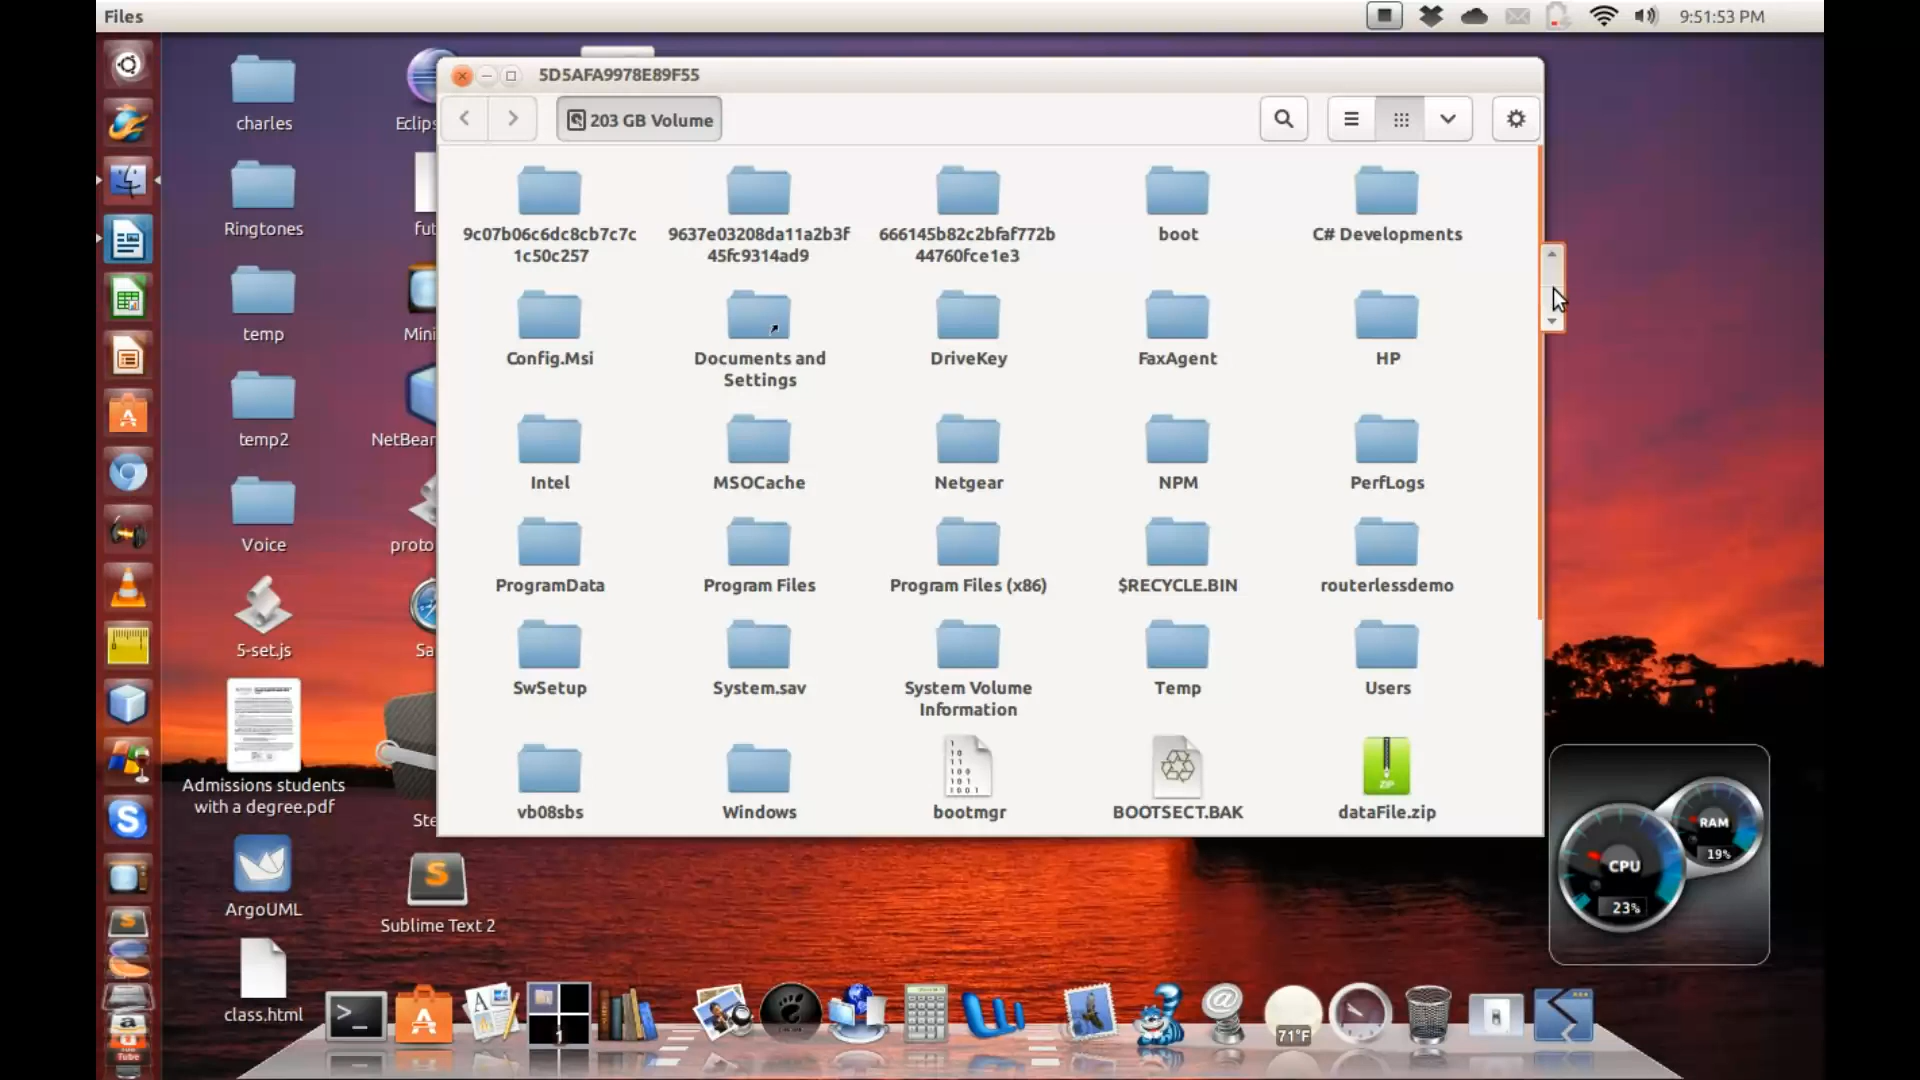 Files
9:51:53 PM
charles
Ringtones
temp
temp2
Voice
5-set.js
Admissions students
with a degree.pdf
ArgoUML
class.html
Eclips
fut
Mini
NetBear
proto
Sa
Ste
Sublime Text 2
5D5AFA9978E89F55
203 GB Volume
9c07b06c6dc8cb7c7c
1c50c257
9637e03208da11a2b3f
45fc9314ad9
666145b82c2bfaf772b
44760fce1e3
boot
C# Developments
Config.Msi
Documents and
Settings
DriveKey
FaxAgent
HP
Intel
MSOCache
Netgear
NPM
PerfLogs
ProgramData
Program Files
Program Files (x86)
$RECYCLE.BIN
routerlessdemo
SwSetup
System.sav
System Volume
Information
Temp
Users
vb08sbs
Windows
bootmgr
BOOTSECT.BAK
ZIP
dataFile.zip
RAM
19%
CPU
23%
71°F
Tube